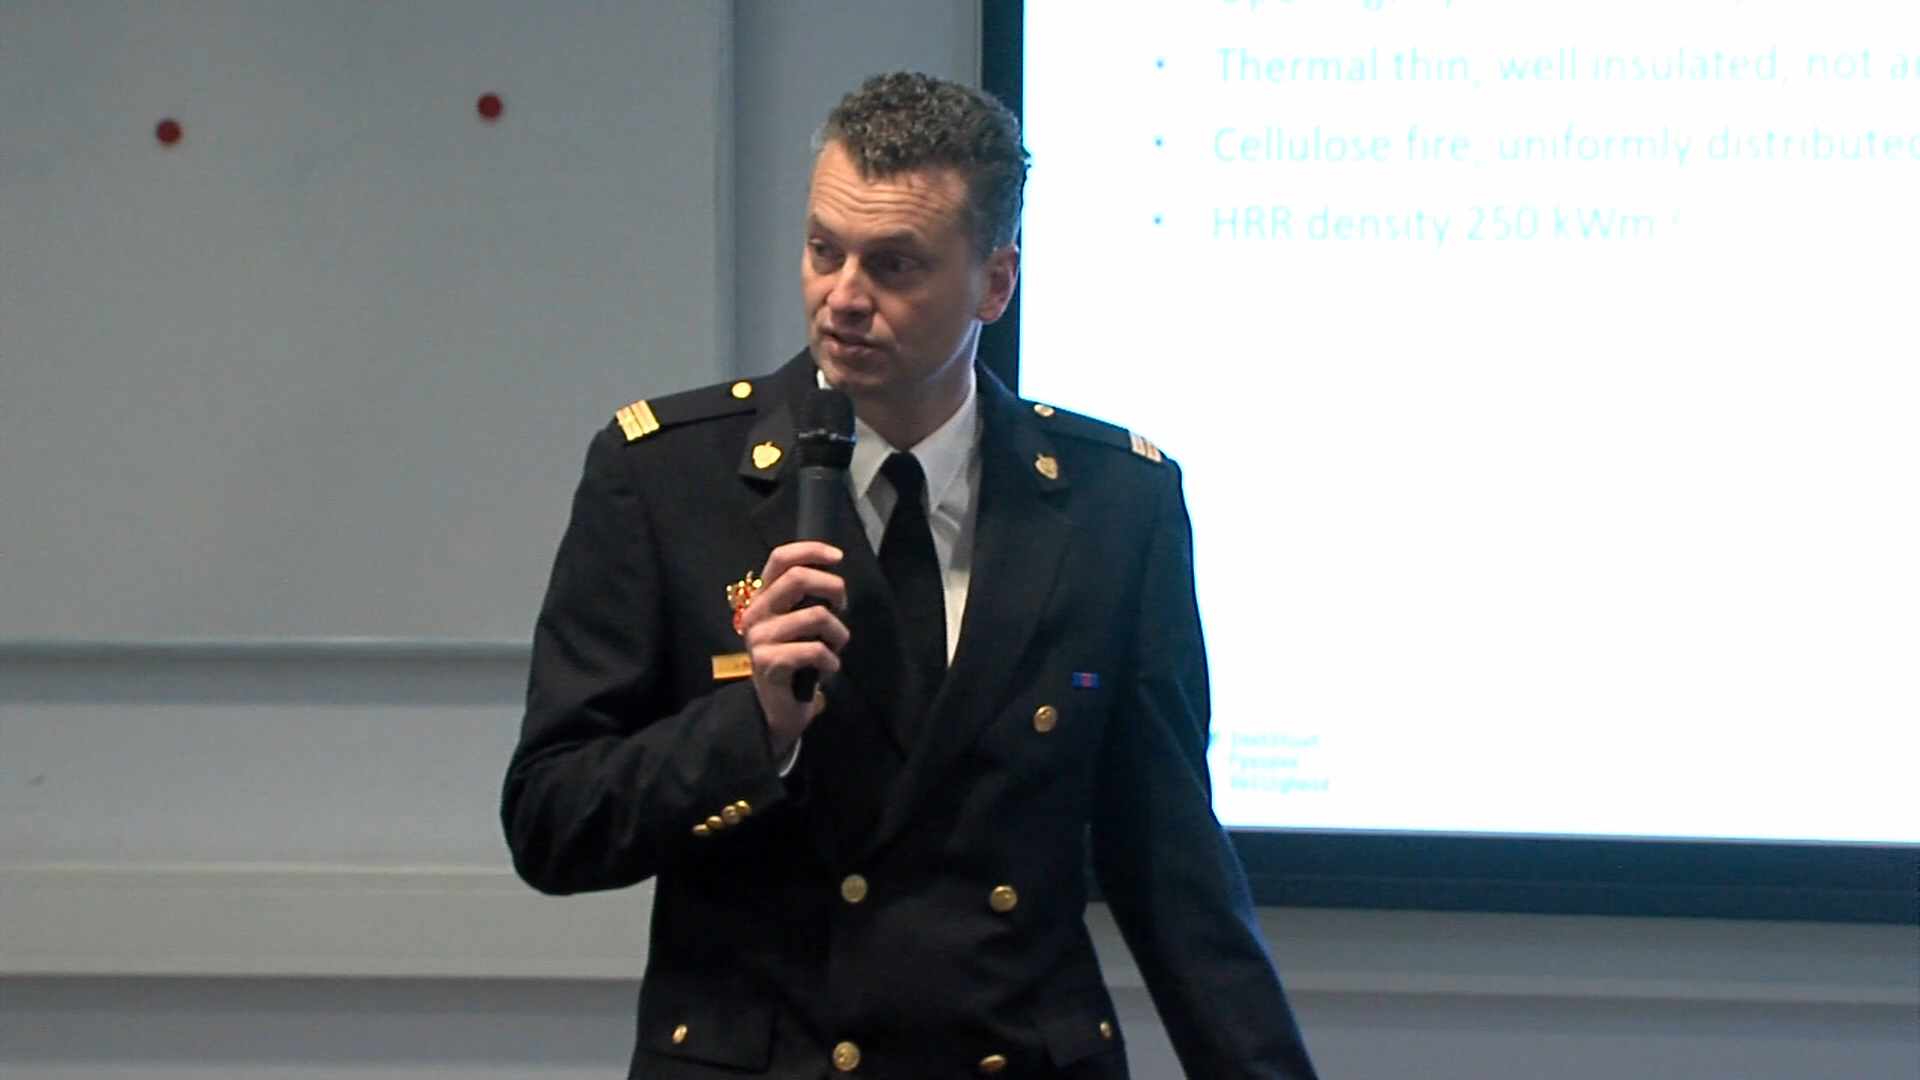 Thermal thin, well insulated, not
Cellulose fire, uniformly distributed
HRR density 250 kWm
Instituut
Fysieke
Veiligheid